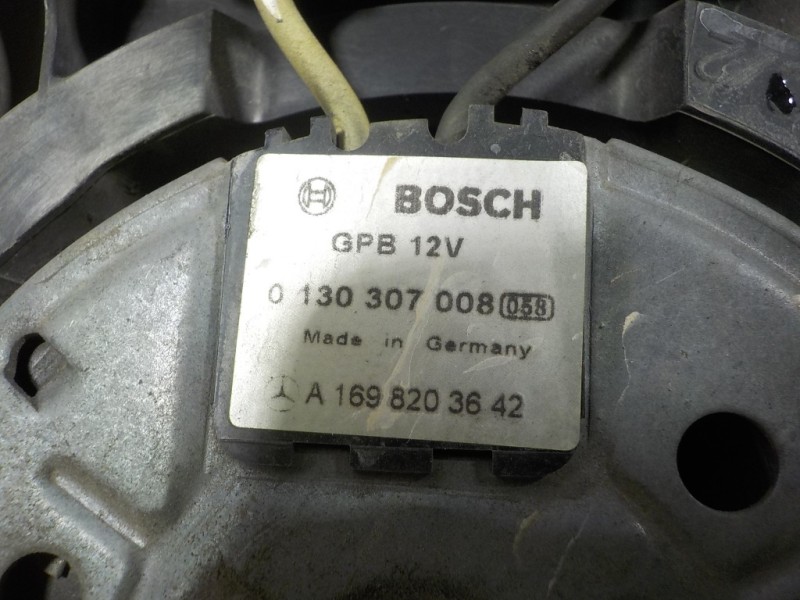 BOSCH
GPB 12V
0 130 307 008 058
Made in Germany
A 169 820 36 42